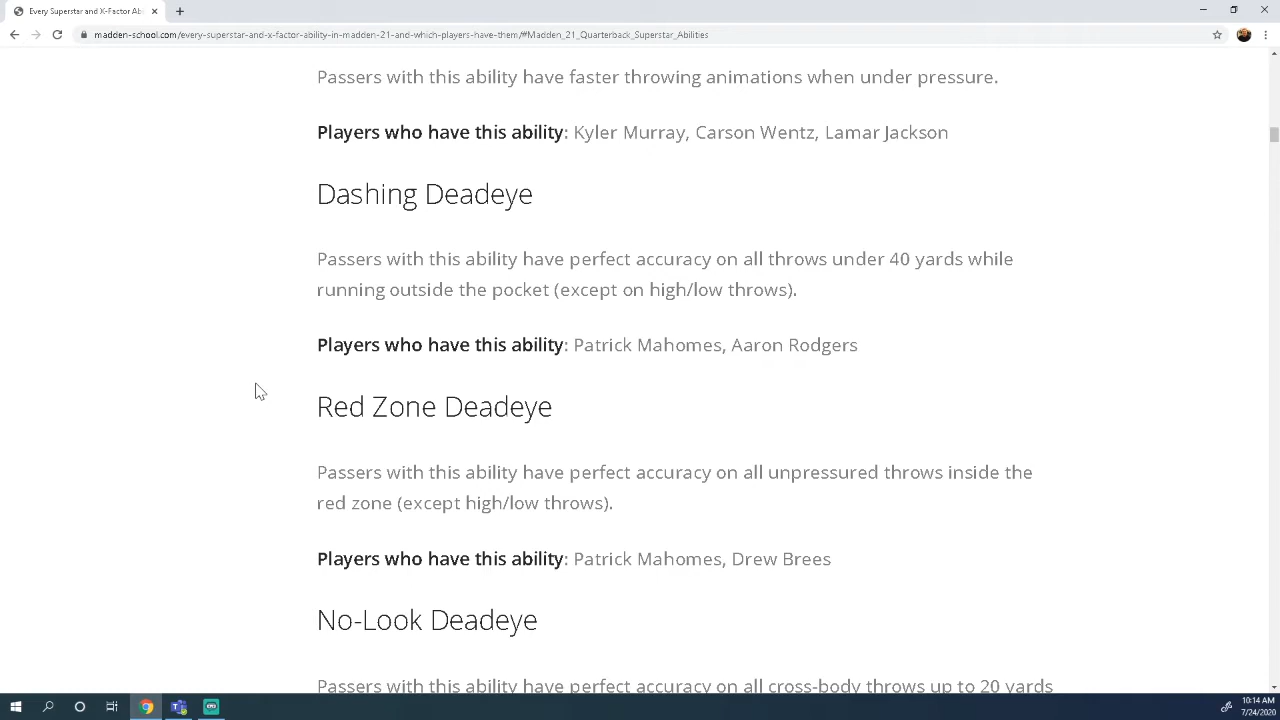 Every Superstar and X-Factor Abi
madden-school.com/every-superstar-and-x-factor-ability-in-madden-21-and-which-players-have-them/#Madden_21_Quarterback_Superstar_Abilities
Passers with this ability have faster throwing animations when under pressure.
Players who have this ability: Kyler Murray, Carson Wentz, Lamar Jackson
Dashing Deadeye
Passers with this ability have perfect accuracy on all throws under 40 yards while
running outside the pocket (except on high/low throws).
Players who have this ability: Patrick Mahomes, Aaron Rodgers
Red Zone Deadeye
Passers with this ability have perfect accuracy on all unpressured throws inside the
red zone (except high/low throws).
Players who have this ability: Patrick Mahomes, Drew Brees
No-Look Deadeye
Passers with this ability have perfect accuracy on all cross-body throws up to 20 yards
10:14 AM
7/24/2020